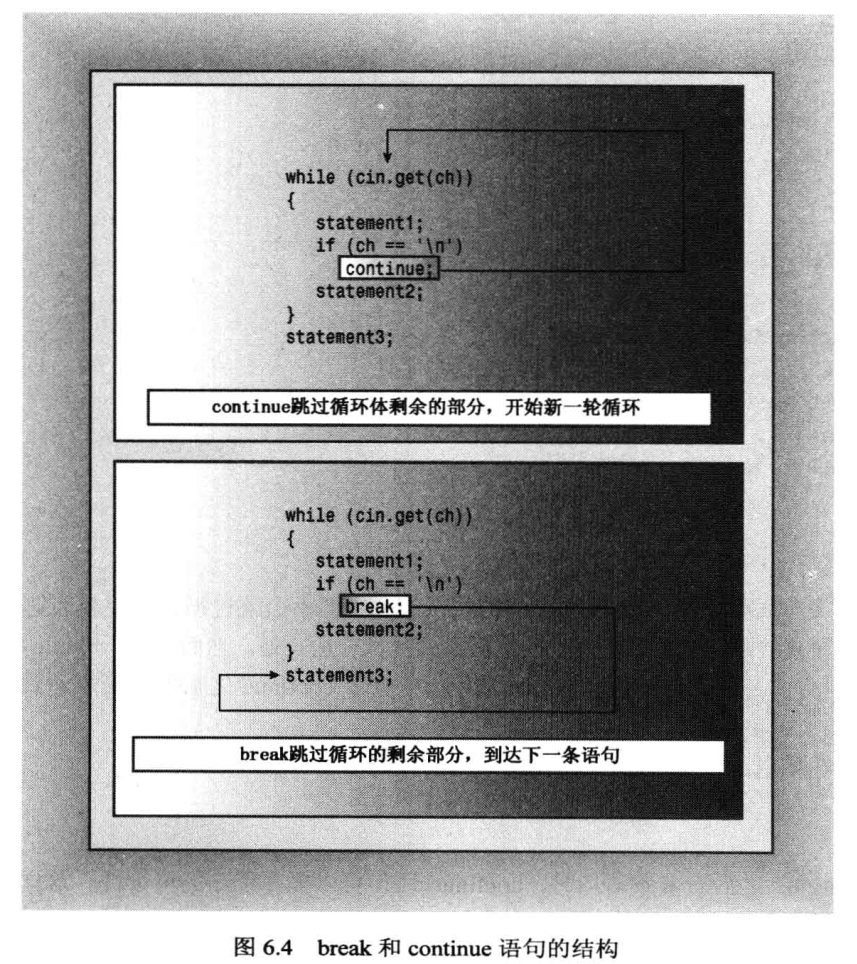 while (cin.get(ch))
{
statement1;
if (ch == '\n')
continue;
statement2;
}
statement3;
continue跳过循环体剩余的部分，开始新一轮循环
while (cin.get(ch))
{
statement1;
if (ch == '\n')
break;
statement2;
}
statement3;
break跳过循环的剩余部分，到达下一条语句
图 6.4 break 和 continue 语句的结构